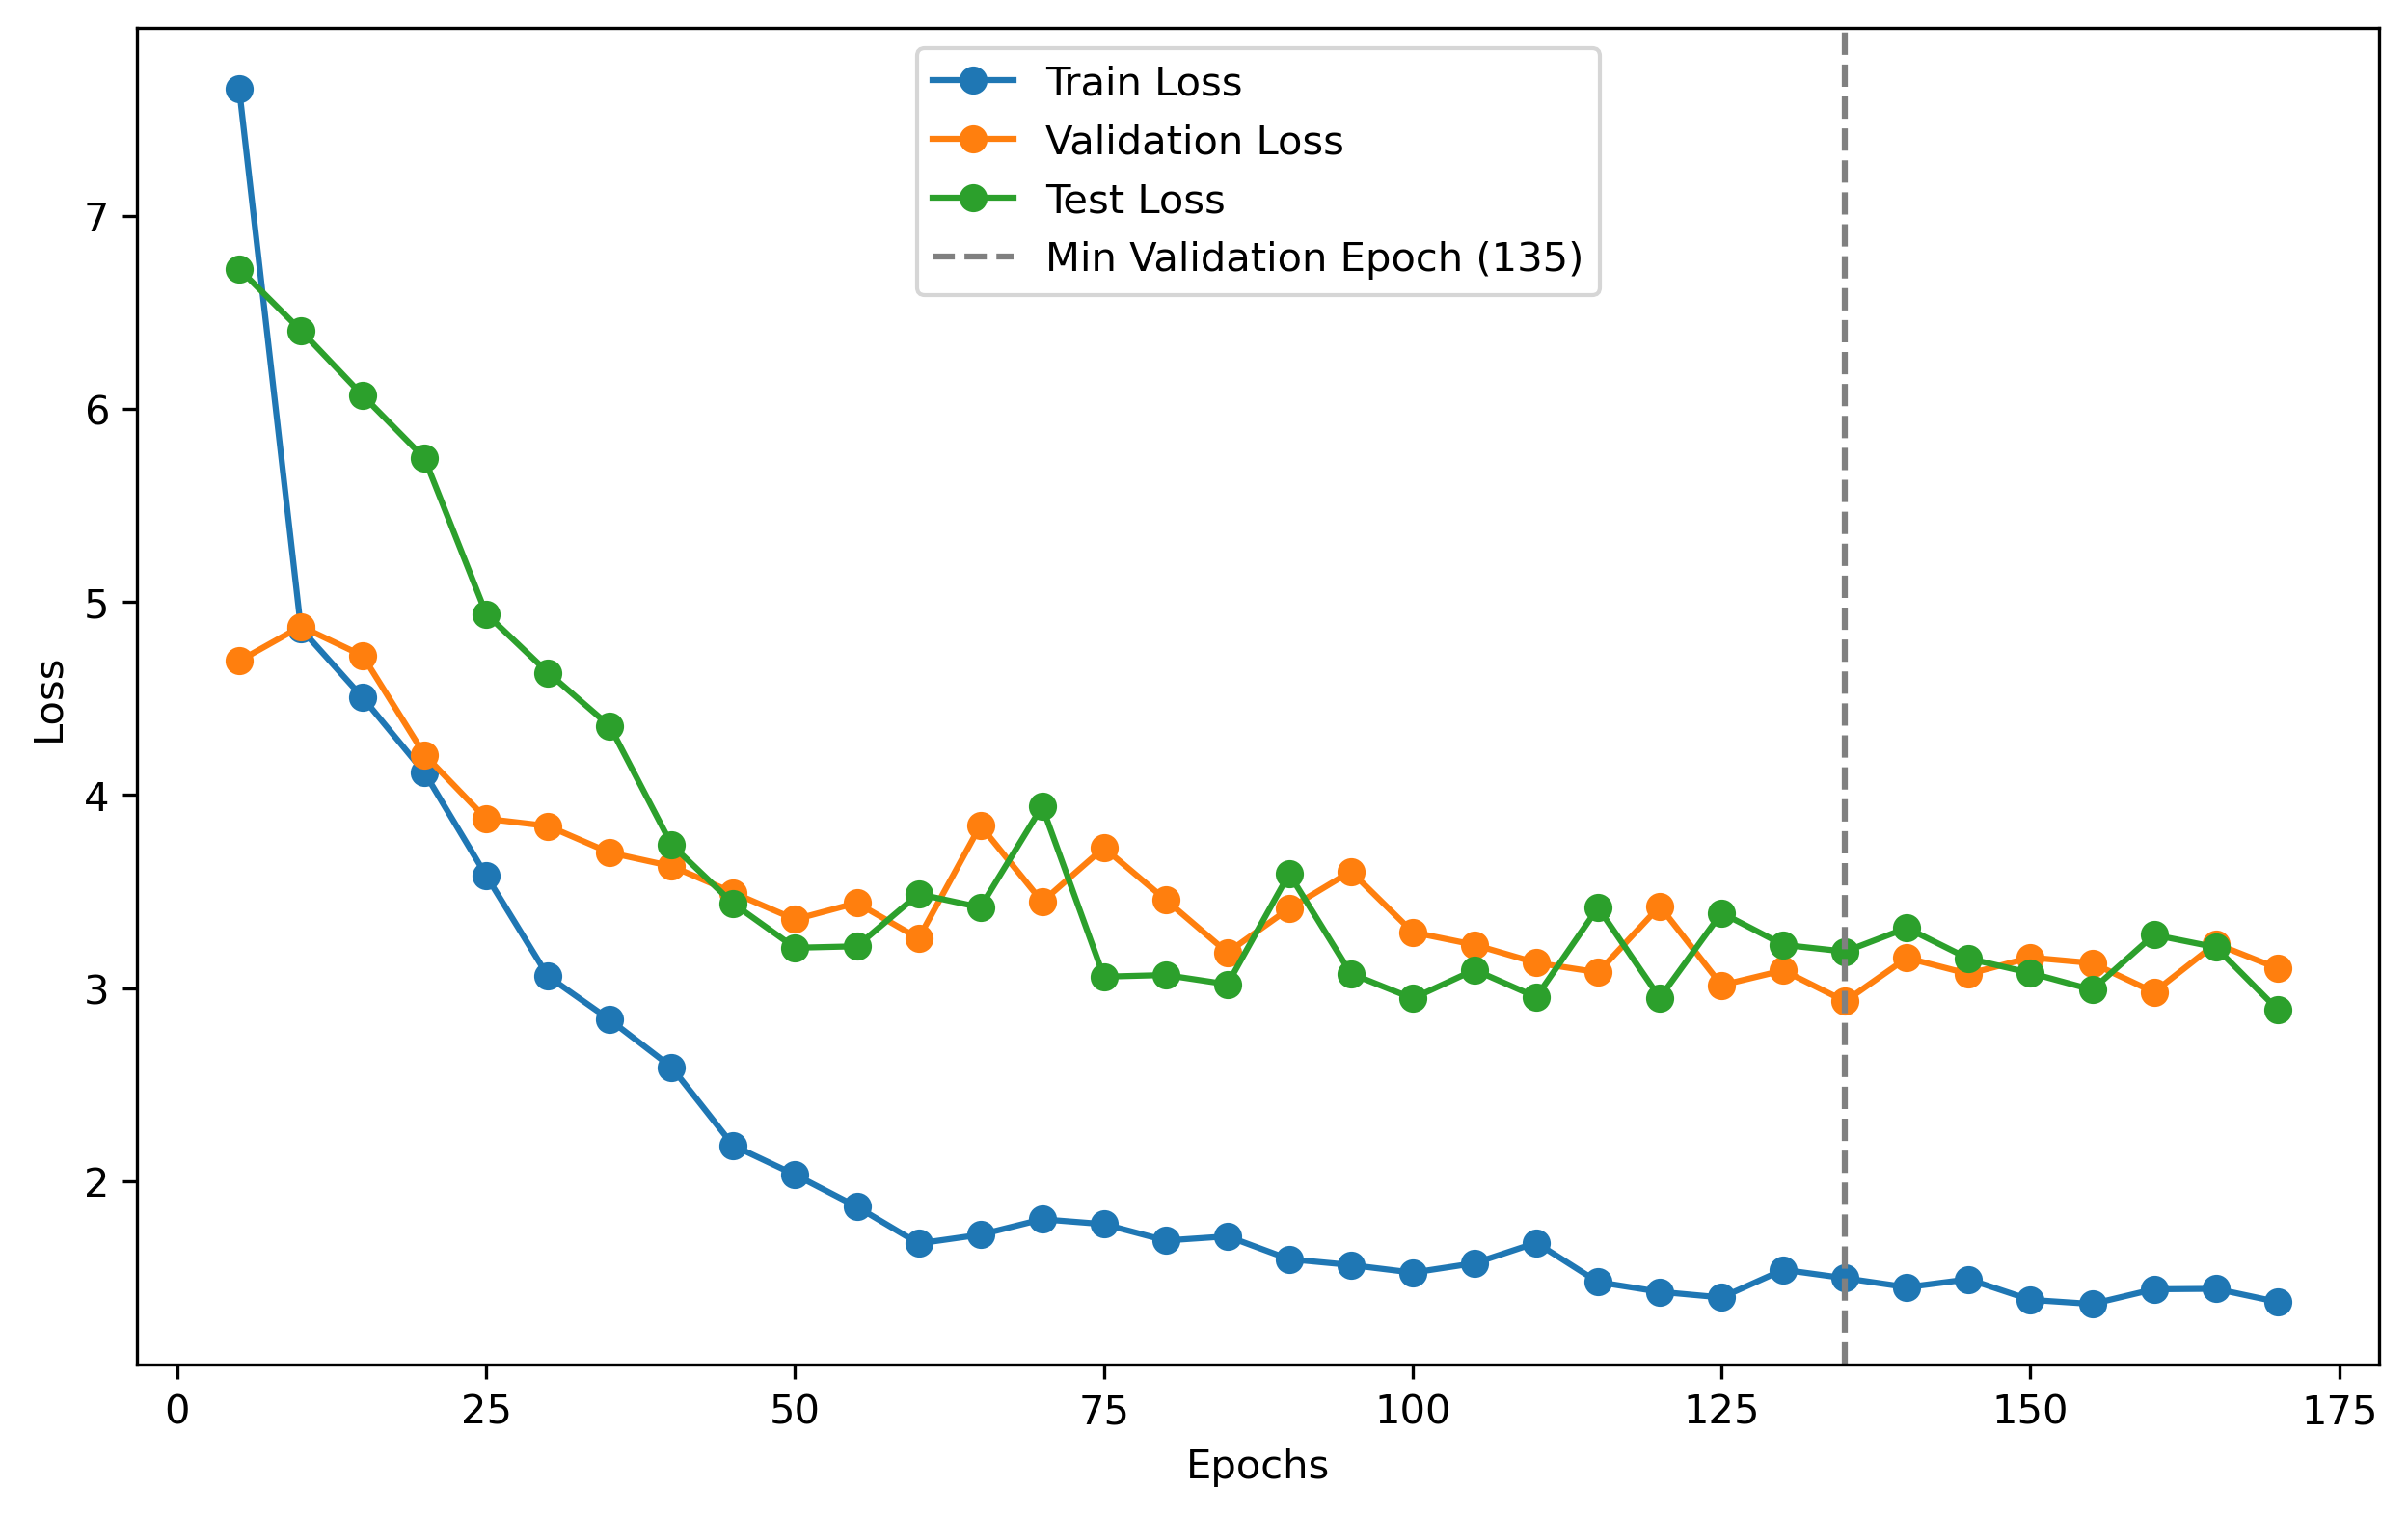 Train Loss
Validation Loss
Test Loss
Min Validation Epoch (135)
7
6
5
4
3
2
Loss
0 25 50 75 100 125 150 175
Epochs